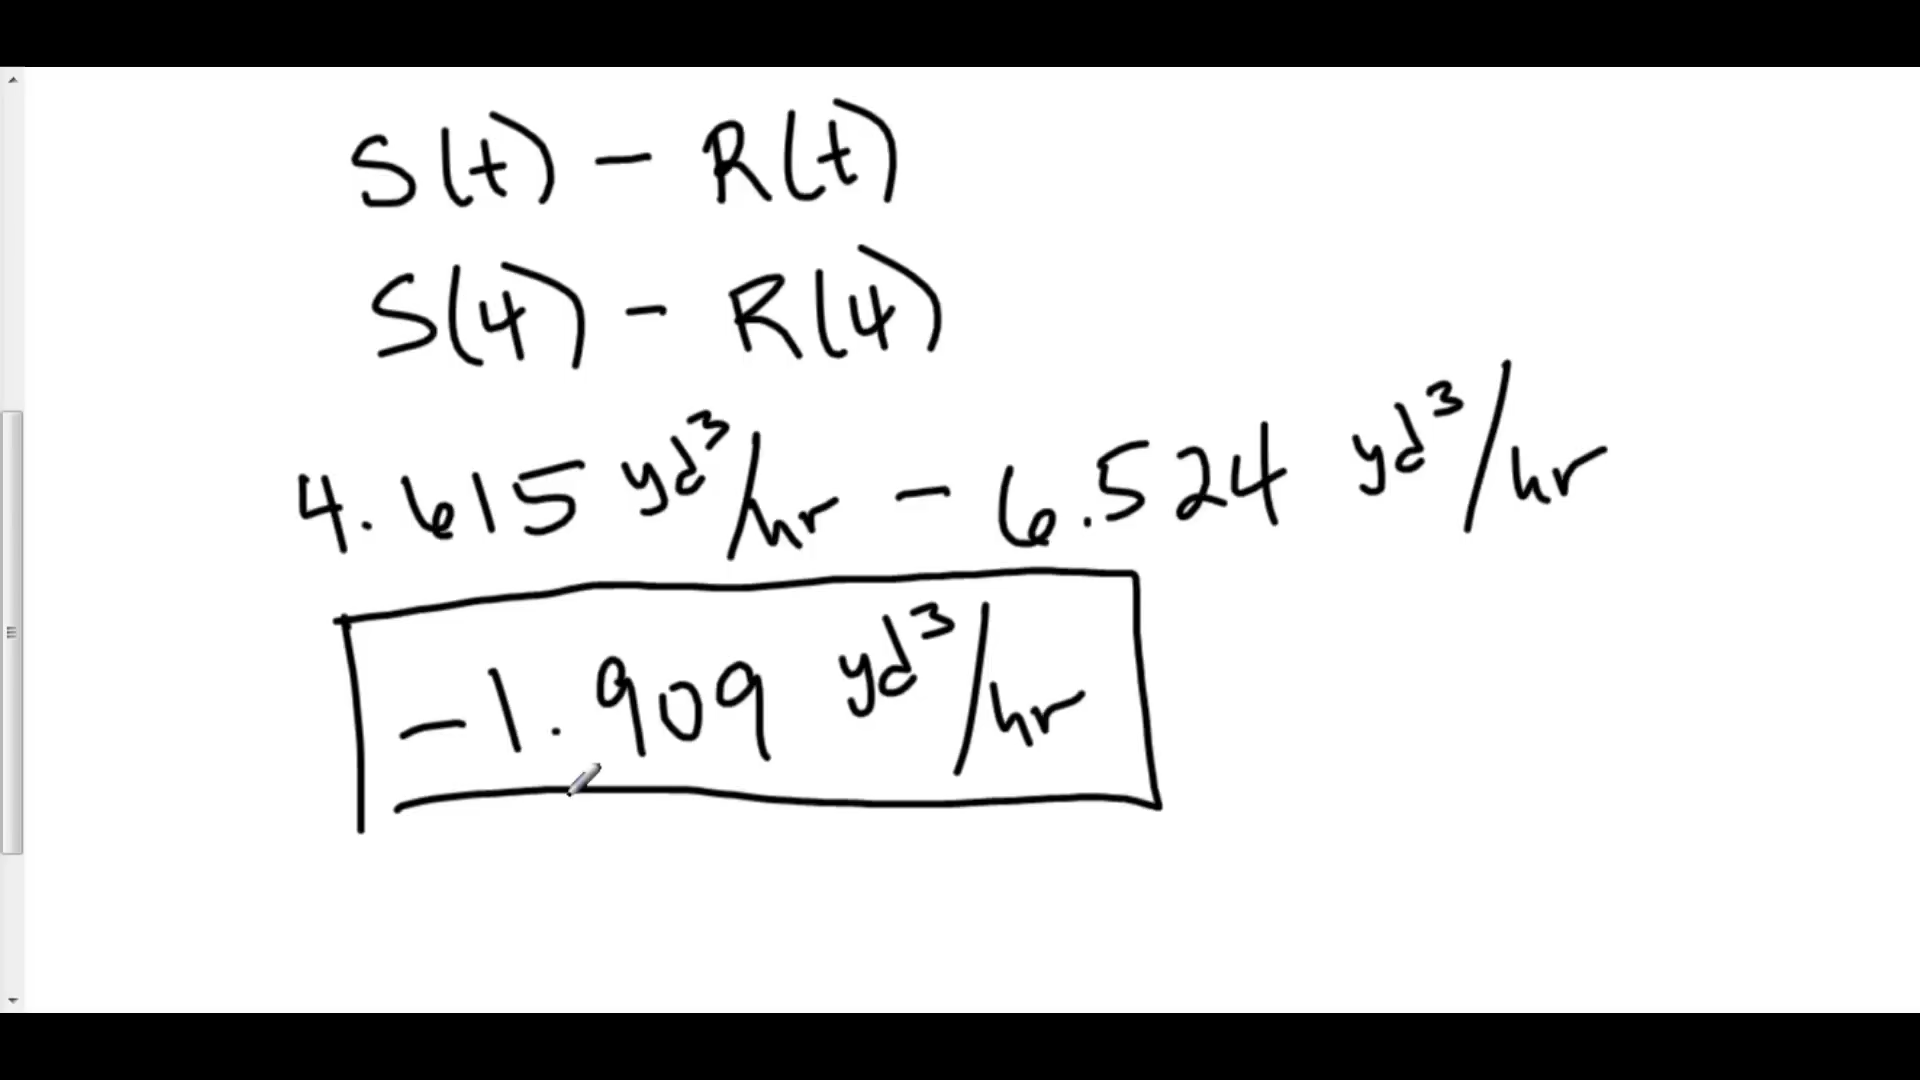 S(t) - R(t)
S(4) - R(4)
4.615 yd³/hr - 6.524 yd³/hr
-1.909 yd³/hr